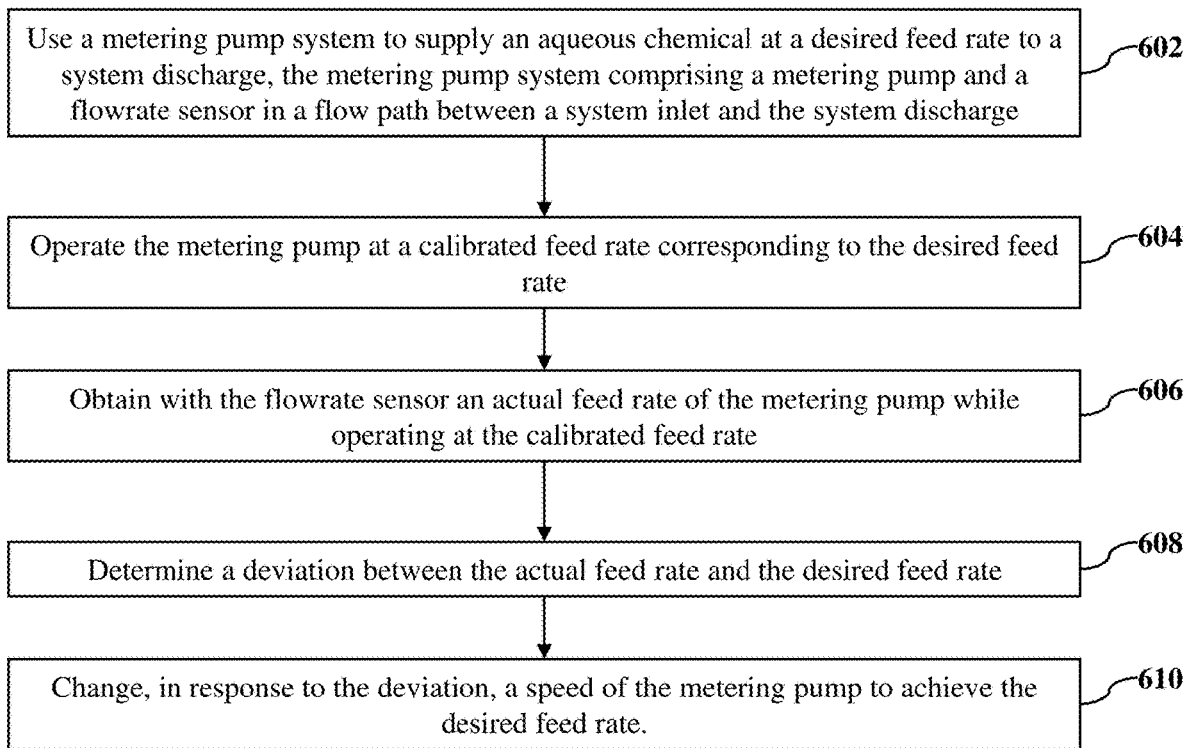 Use a metering pump system to supply an aqueous chemical at a desired feed rate to a
system discharge, the metering pump system comprising a metering pump and a
flowrate sensor in a flow path between a system inlet and the system discharge
602
Operate the metering pump at a calibrated feed rate corresponding to the desired feed
rate
604
Obtain with the flowrate sensor an actual feed rate of the metering pump while
operating at the calibrated feed rate
606
Determine a deviation between the actual feed rate and the desired feed rate
608
Change, in response to the deviation, a speed of the metering pump to achieve the
desired feed rate.
610